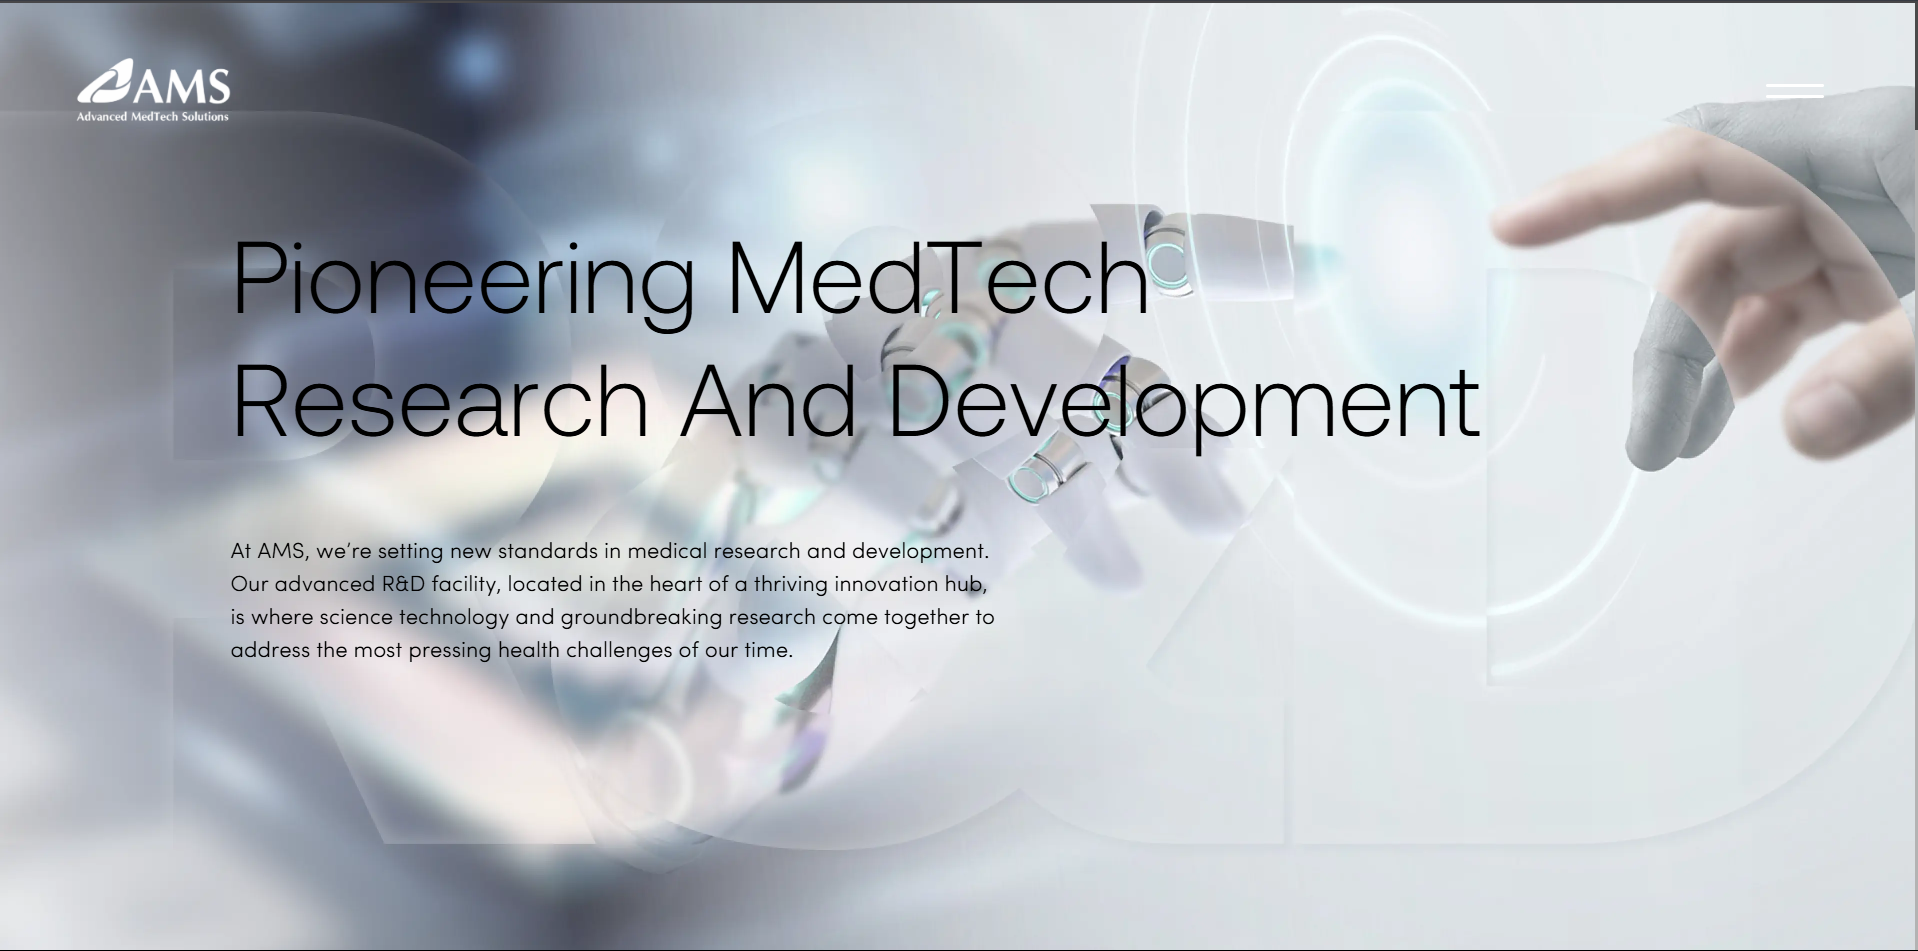 AMS
Advanced MedTech Solutions
Pioneering MedTech
Research And Development
At AMS, we’re setting new standards in medical research and development.
Our advanced R&D facility, located in the heart of a thriving innovation hub,
is where science technology and groundbreaking research come together to
address the most pressing health challenges of our time.
R&D